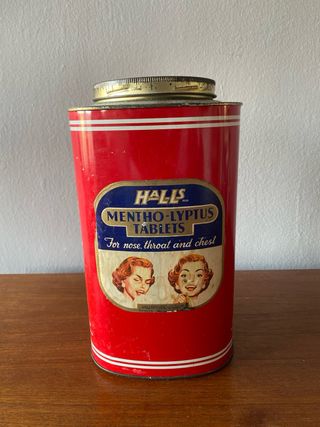 HALLS
MENTHO-LYPTUS
TABLETS
For nose, throat and chest